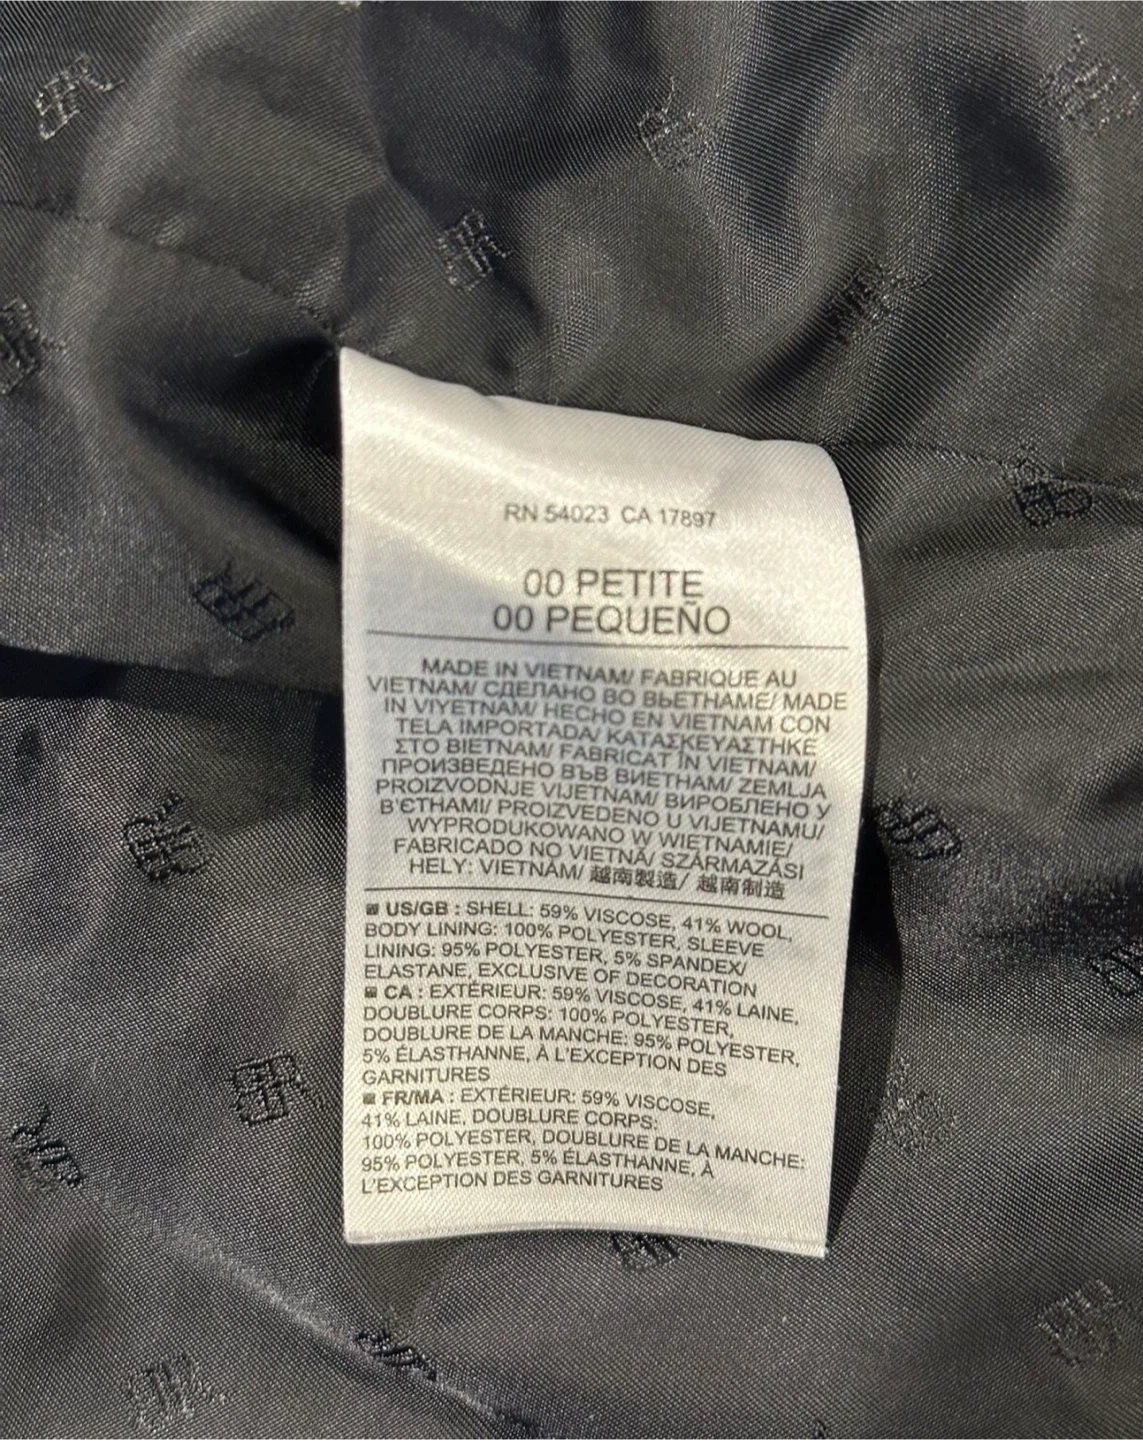 RN 54023 CA 17897
00 PETITE
00 PEQUEÑO
MADE IN VIETNAM/ FABRIQUE AU
VIETNAM/ СДЕЛАНО ВО ВЬЕТНАМЕ/ MADE
IN VIYETNAM/ HECHO EN VIETNAM CON
TELA IMPORTADA/ ΚΑΤΑΣΚΕΥΑΣΤΗΚΕ
ΣΤΟ ΒΙΕΤΝΑΜ/ FABRICAT ÎN VIETNAM/
ПРОИЗВЕДЕНО ВЪВ ВИЕТНАМ/ ZEMLJA
PROIZVODNJE VIJETNAM/ ВИРОБЛЕНО У
В'ЄТНАМІ/ PROIZVEDENO U VIJETNAMU/
WYPRODUKOWANO W WIETNAMIE/
FABRICADO NO VIETNÃ/ SZÁRMAZÁSI
HELY: VIETNÁM/ 越南製造/ 越南制造
US/GB : SHELL: 59% VISCOSE, 41% WOOL,
BODY LINING: 100% POLYESTER, SLEEVE
LINING: 95% POLYESTER, 5% SPANDEX/
ELASTANE, EXCLUSIVE OF DECORATION
CA : EXTÉRIEUR: 59% VISCOSE, 41% LAINE,
DOUBLURE CORPS: 100% POLYESTER,
DOUBLURE DE LA MANCHE: 95% POLYESTER,
5% ÉLASTHANNE, À L'EXCEPTION DES
GARNITURES
FR/MA : EXTÉRIEUR: 59% VISCOSE,
41% LAINE, DOUBLURE CORPS:
100% POLYESTER, DOUBLURE DE LA MANCHE:
95% POLYESTER, 5% ÉLASTHANNE, À
L'EXCEPTION DES GARNITURES